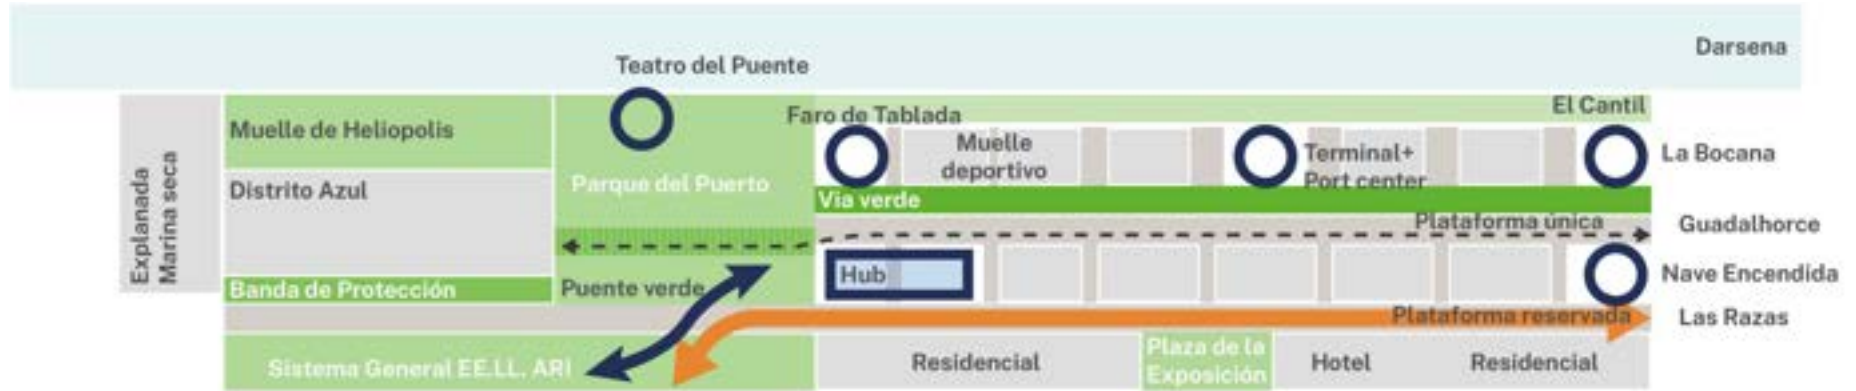 Darsena
Teatro del Puente
El Cantil
Faro de Tablada
Muelle de Heliopolis
Muelle
deportivo
Terminal+
Port center
La Bocana
Explanada
Marina seca
Distrito Azul
Parque del Puerto
Via verde
Plataforma única
Guadalhorce
Hub
Nave Encendida
Banda de Protección
Puente verde
Plataforma reservada
Las Razas
Sistema General EE.LL. ARI
Residencial
Plaza de la
Exposición
Hotel
Residencial